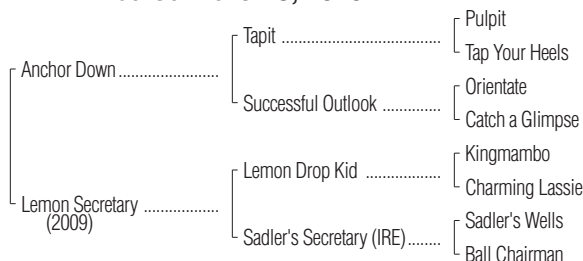 Pulpit
Tapit ........................................
Tap Your Heels
Anchor Down .........................
Orientate
Successful Outlook ..............
Catch a Glimpse
Kingmambo
Lemon Drop Kid ..................
Charming Lassie
Lemon Secretary ..................
(2009)
Sadler's Wells
Sadler's Secretary (IRE)........
Ball Chairman